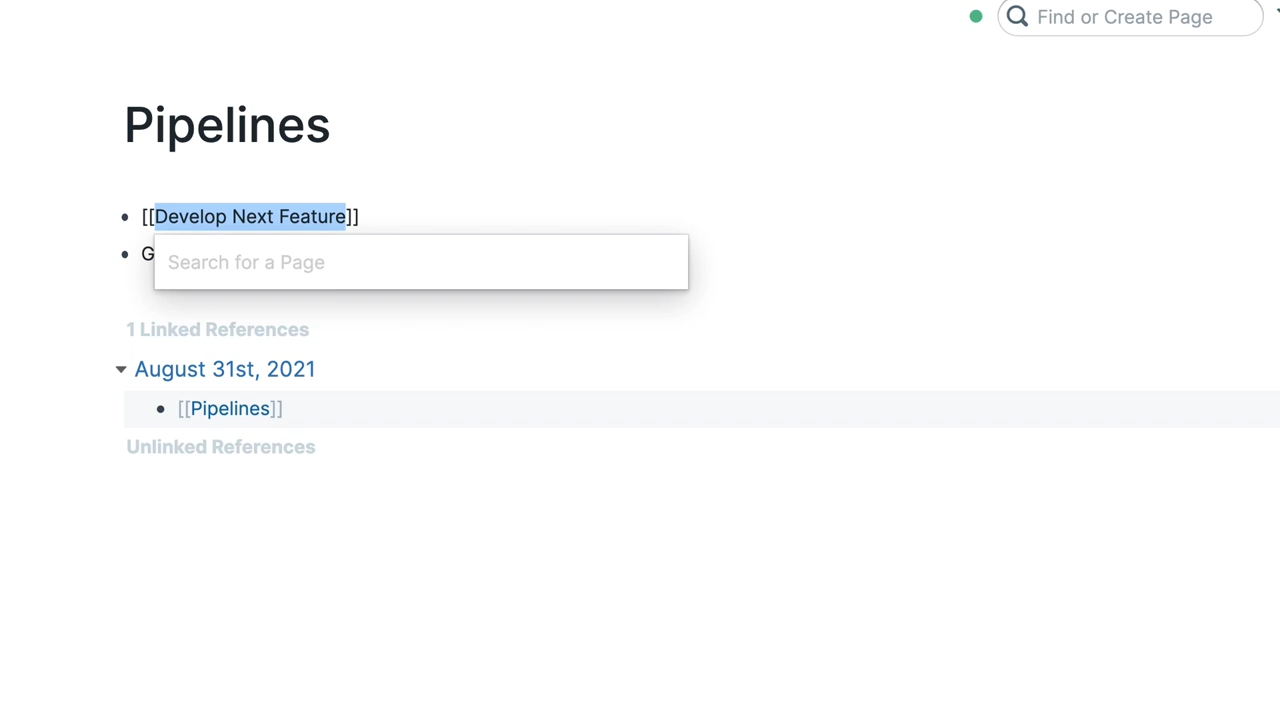 Find or Create Page
Pipelines
[[Develop Next Feature]]
G
Search for a Page
1 Linked References
August 31st, 2021
[[Pipelines]]
Unlinked References